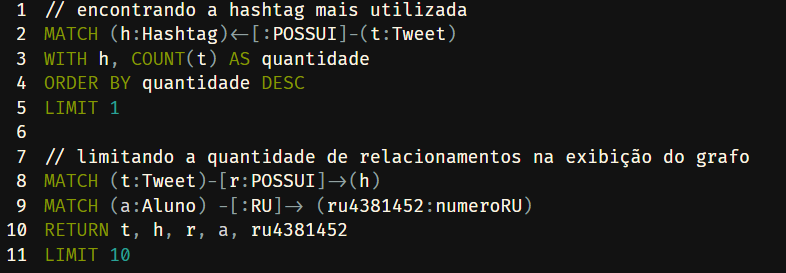 1 // encontrando a hashtag mais utilizada
2 MATCH (h:Hashtag)<-[:POSSUI]-(t:Tweet)
3 WITH h, COUNT(t) AS quantidade
4 ORDER BY quantidade DESC
5 LIMIT 1
6
7 // limitando a quantidade de relacionamentos na exibição do grafo
8 MATCH (t:Tweet)-[r:POSSUI]->(h)
9 MATCH (a:Aluno) -[:RU]-> (ru4381452:numeroRU)
10 RETURN t, h, r, a, ru4381452
11 LIMIT 10